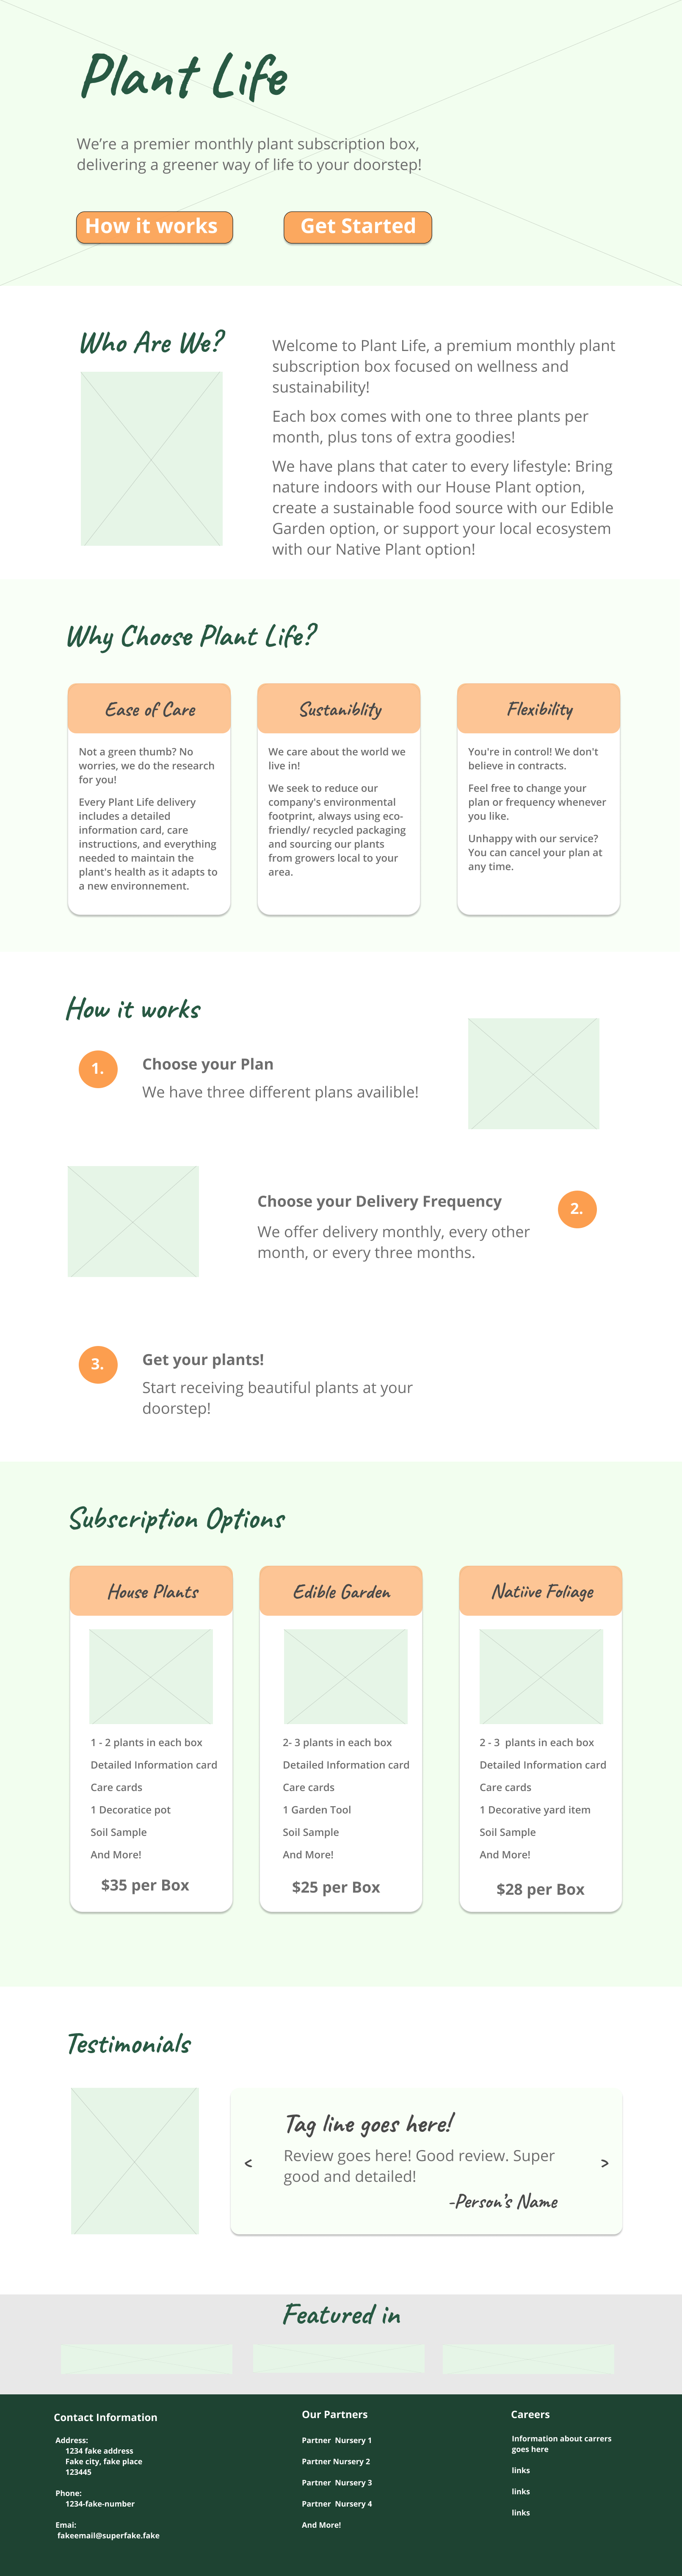 Plant Life
We're a premier monthly plant subscription box,
delivering a greener way of life to your doorstep!
How it works
Get Started
Who Are We?
Welcome to Plant Life, a premium monthly plant
subscription box focused on wellness and
sustainability!
Each box comes with one to three plants per
month, plus tons of extra goodies!
We have plans that cater to every lifestyle: Bring
nature indoors with our House Plant option,
create a sustainable food source with our Edible
Garden option, or support your local ecosystem
with our Native Plant option!
Why Choose Plant Life?
Ease of Care
Not a green thumb? No
worries, we do the research
for you!
Every Plant Life delivery
includes a detailed
information card, care
instructions, and everything
needed to maintain the
plant's health as it adapts to
a new environnement.
Sustaniblity
We care about the world we
live in!
We seek to reduce our
company's environmental
footprint, always using eco-
friendly/ recycled packaging
and sourcing our plants
from growers local to your
area.
Flexibility
You're in control! We don't
believe in contracts.
Feel free to change your
plan or frequency whenever
you like.
Unhappy with our service?
You can cancel your plan at
any time.
How it works
1.
Choose your Plan
We have three different plans availible!
Choose your Delivery Frequency
2.
We offer delivery monthly, every other
month, or every three months.
3.
Get your plants!
Start receiving beautiful plants at your
doorstep!
Subscription Options
House Plants
1 - 2 plants in each box
Detailed Information card
Care cards
1 Decoratice pot
Soil Sample
And More!
$35 per Box
Edible Garden
2- 3 plants in each box
Detailed Information card
Care cards
1 Garden Tool
Soil Sample
And More!
$25 per Box
Natiive Foliage
2 - 3  plants in each box
Detailed Information card
Care cards
1 Decorative yard item
Soil Sample
And More!
$28 per Box
Testimonials
Tag line goes here!
< Review goes here! Good review. Super >
good and detailed!
-Person's Name
Featured in
Contact Information
Address:
1234 fake address
Fake city, fake place
123445
Phone:
1234-fake-number
Emai:
fakeemail@superfake.fake
Our Partners
Partner  Nursery 1
Partner Nursery 2
Partner  Nursery 3
Partner  Nursery 4
And More!
Careers
Information about carrers
goes here
links
links
links